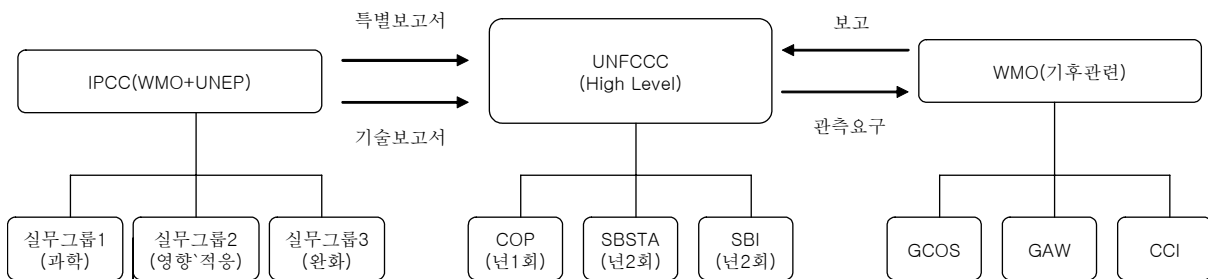 특별보고서
보고
IPCC(WMO+UNEP)
UNFCCC
(High Level)
WMO(기후관련)
기술보고서
관측요구
실무그룹1
(과학)
실무그룹2
(영향`적응)
실무그룹3
(완화)
COP
(년1회)
SBSTA
(년2회)
SBI
(년2회)
GCOS
GAW
CCI